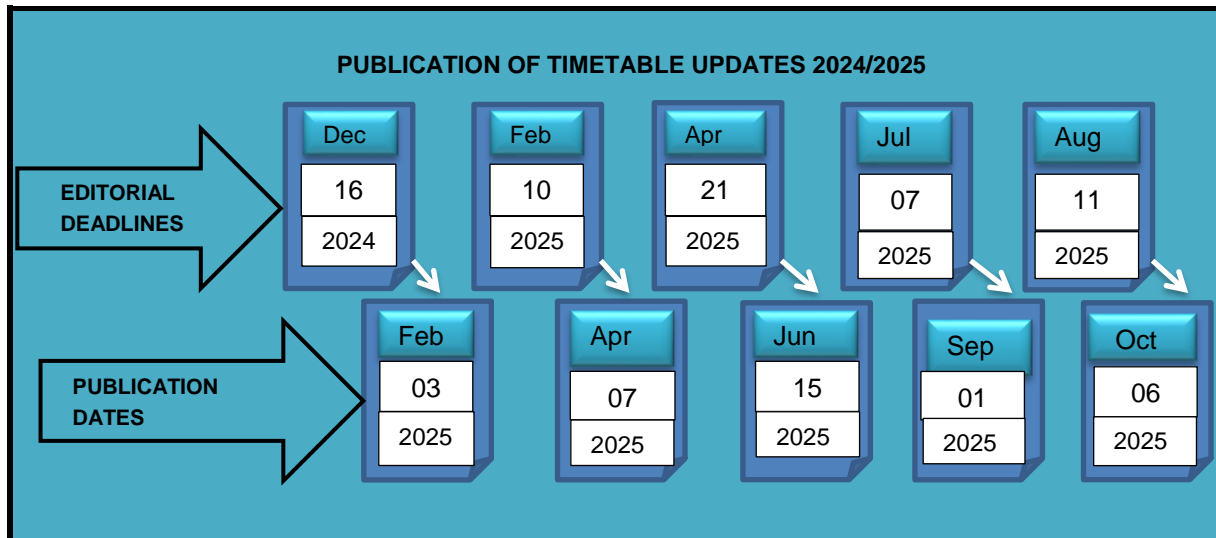 PUBLICATION OF TIMETABLE UPDATES 2024/2025
EDITORIAL
DEADLINES
Dec
16
2024
Feb
10
2025
Apr
21
2025
Jul
07
2025
Aug
11
2025
PUBLICATION
DATES
Feb
03
2025
Apr
07
2025
Jun
15
2025
Sep
01
2025
Oct
06
2025